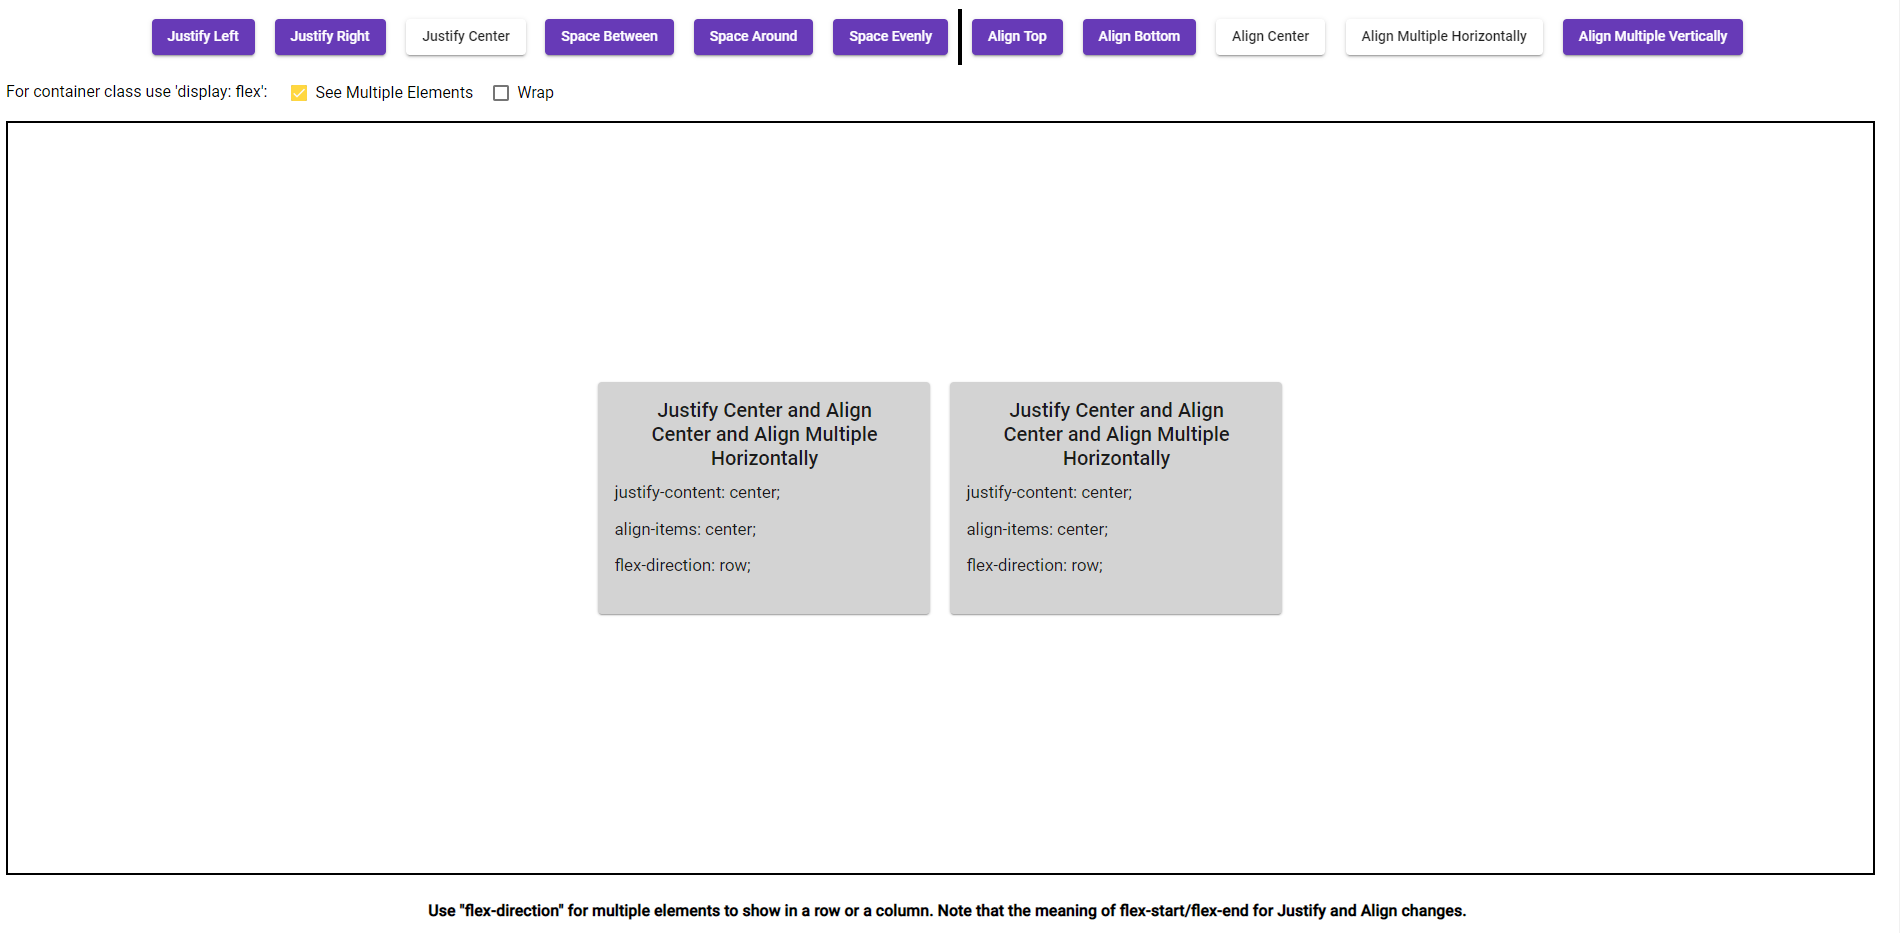 Justify Left Justify Right Justify Center Space Between Space Around Space Evenly Align Top Align Bottom Align Center Align Multiple Horizontally Align Multiple Vertically
For container class use 'display: flex': See Multiple Elements Wrap
Justify Center and Align
Center and Align Multiple
Horizontally
justify-content: center;
align-items: center;
flex-direction: row;
Justify Center and Align
Center and Align Multiple
Horizontally
justify-content: center;
align-items: center;
flex-direction: row;
Use "flex-direction" for multiple elements to show in a row or a column. Note that the meaning of flex-start/flex-end for Justify and Align changes.